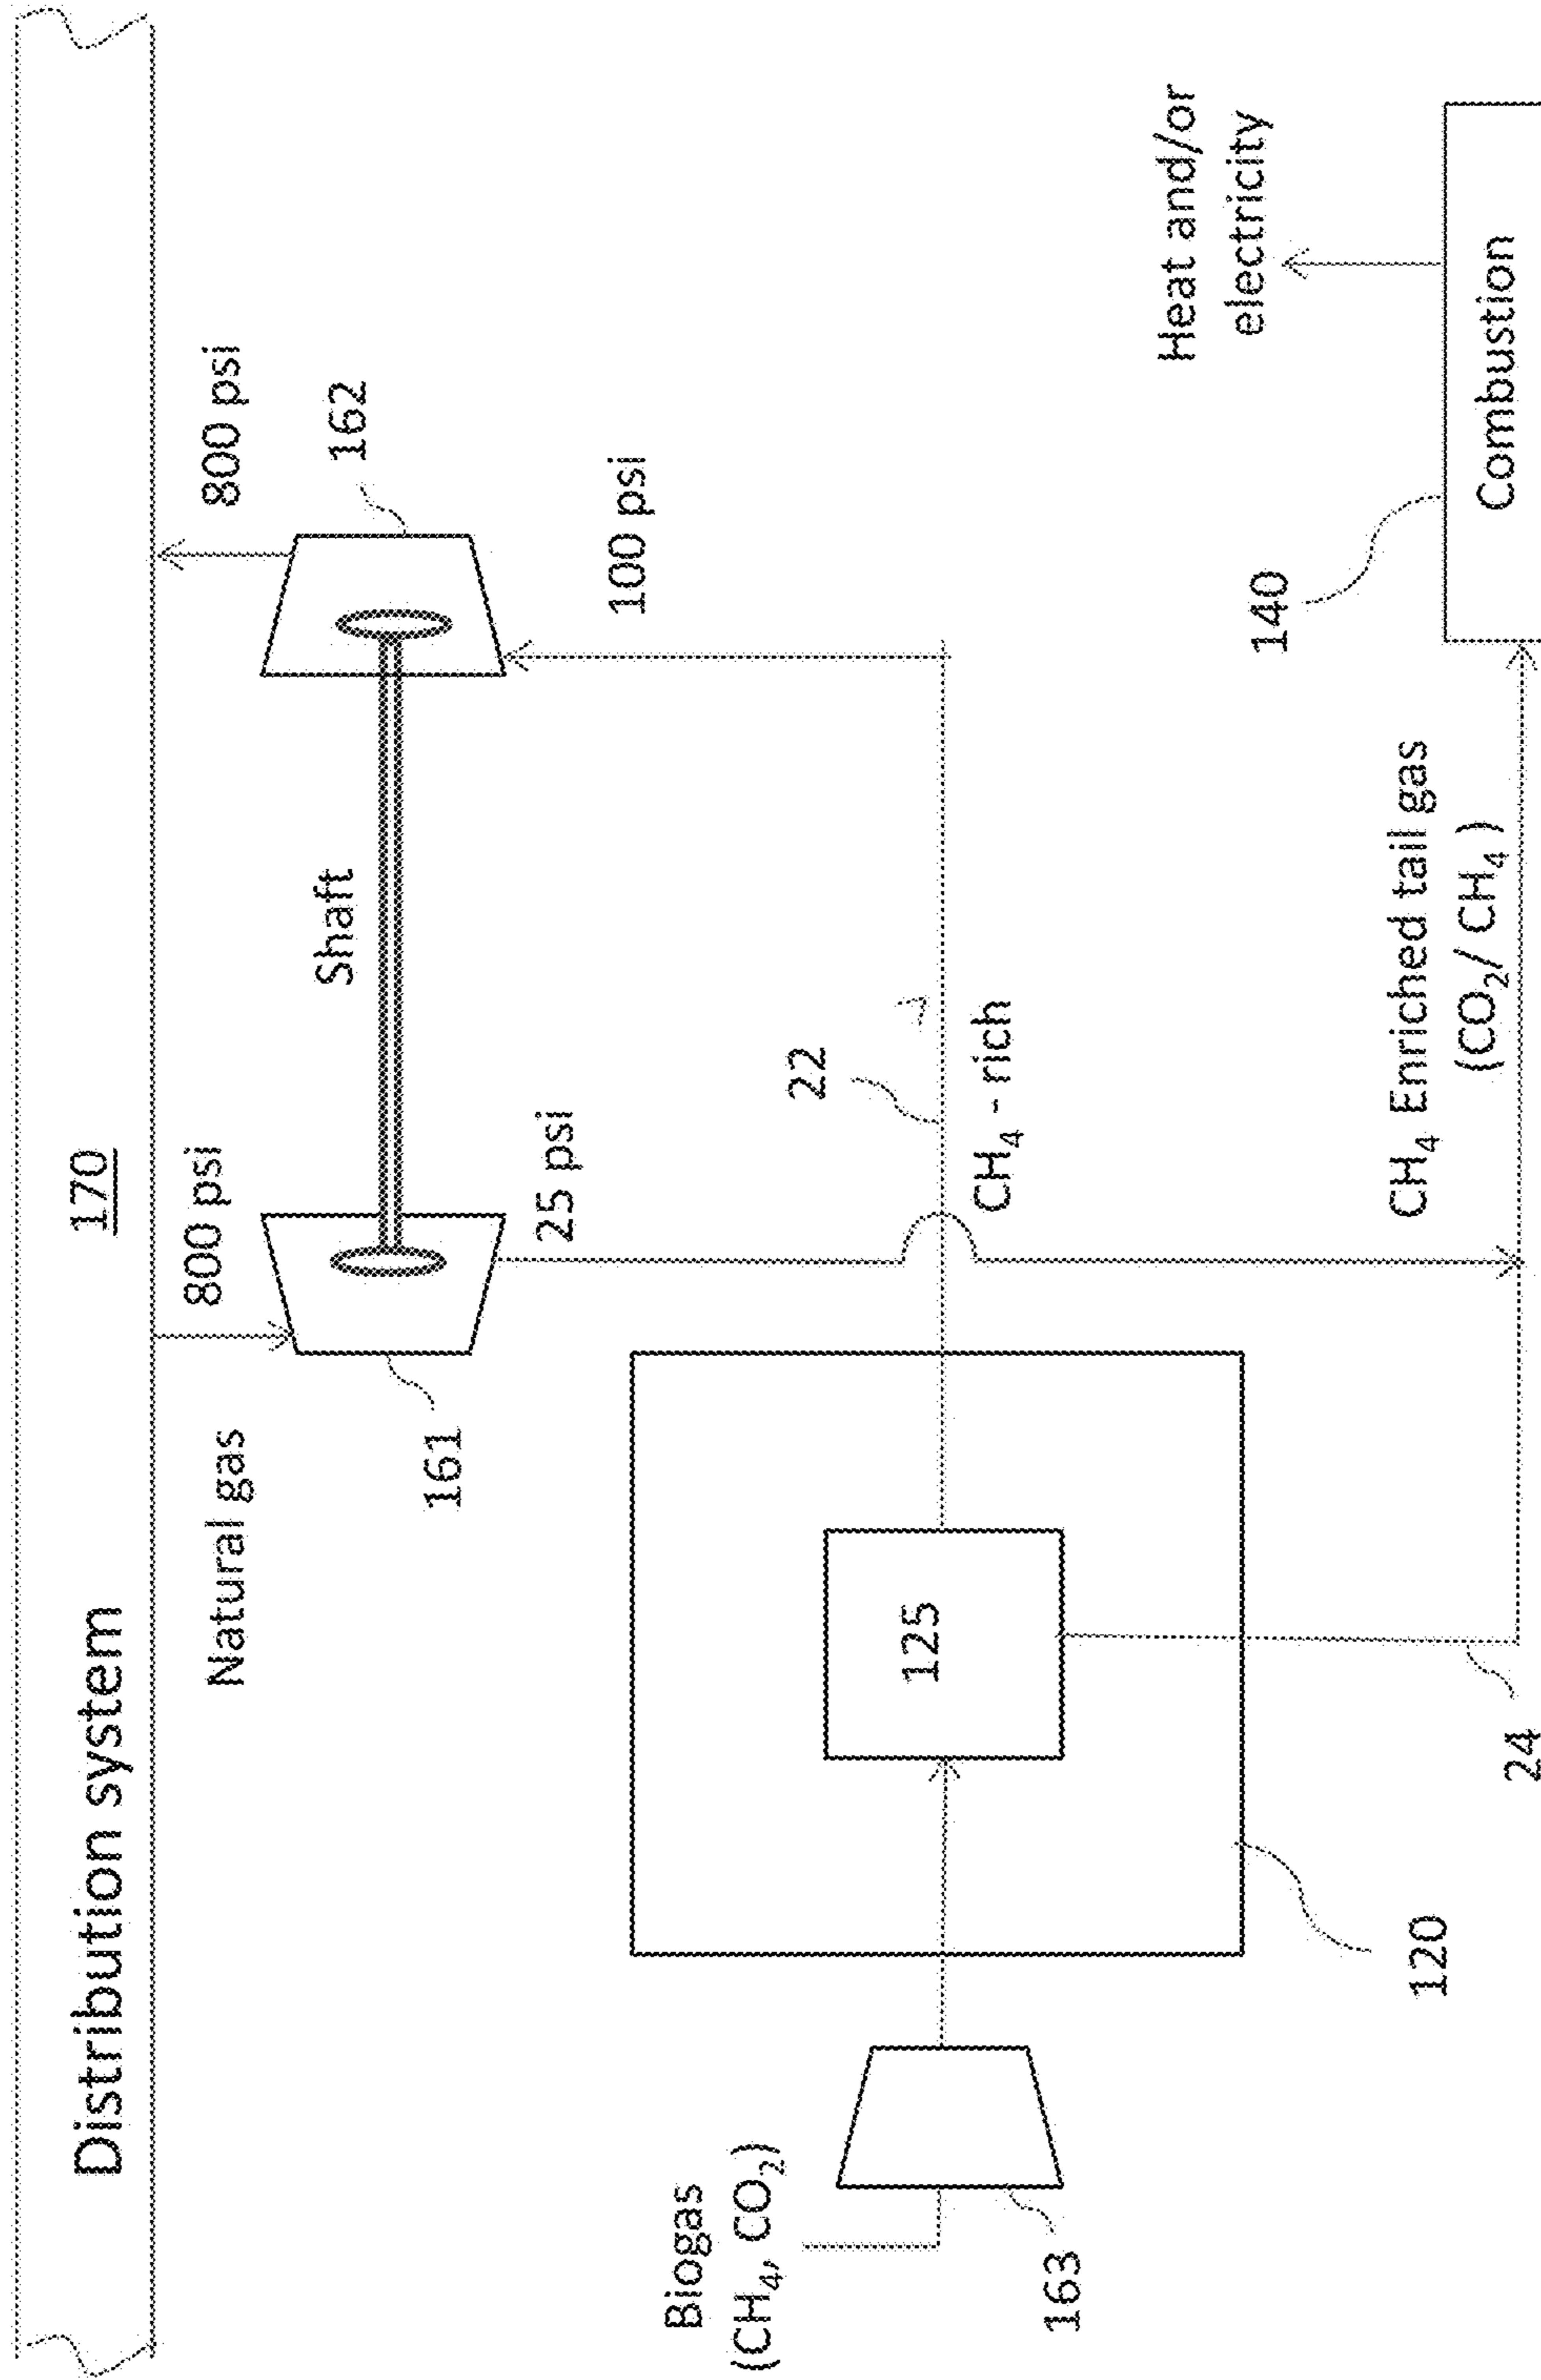 Distribution system
170
Natural gas
800 psi
800 psi
161
Shaft
162
25 psi
100 psi
Biogas
(CH₄, CO₂)
163
125
22
CH₄ - rich
120
24
CH₄ Enriched tail gas
(CO₂/ CH₄ )
140
Heat and/or
electricity
Combustion